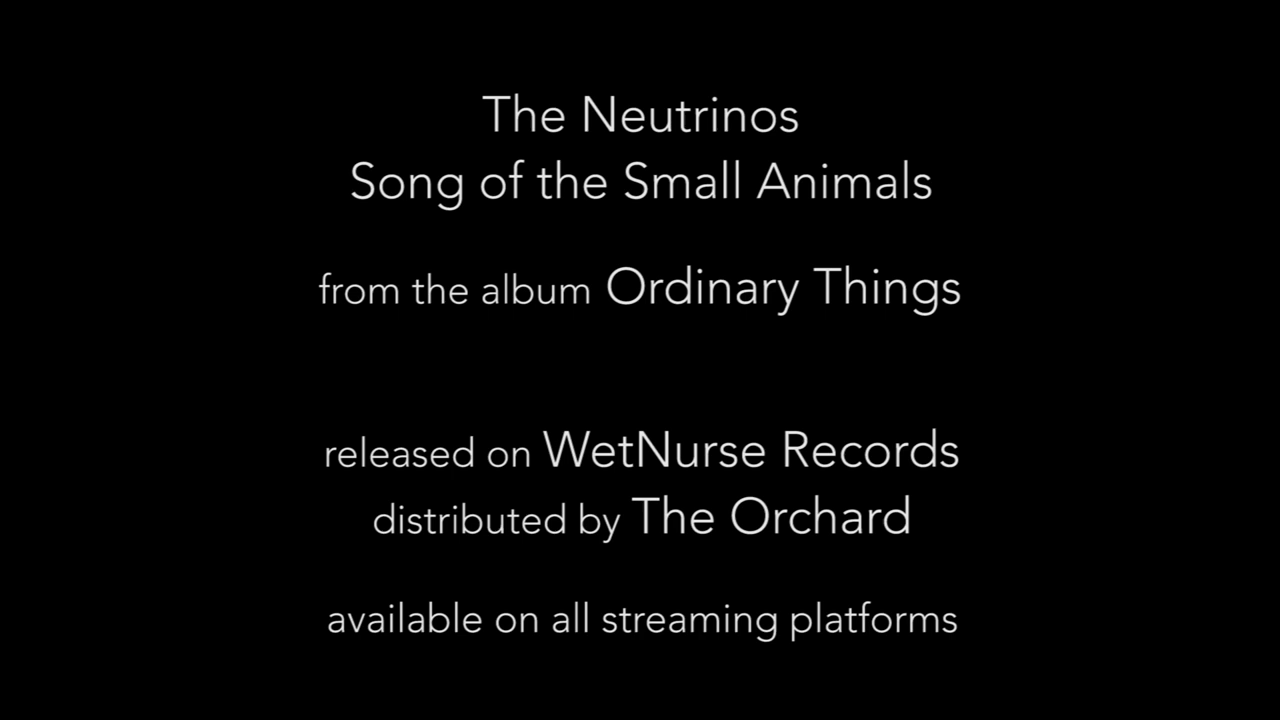 The Neutrinos
Song of the Small Animals
from the album Ordinary Things
released on WetNurse Records
distributed by The Orchard
available on all streaming platforms